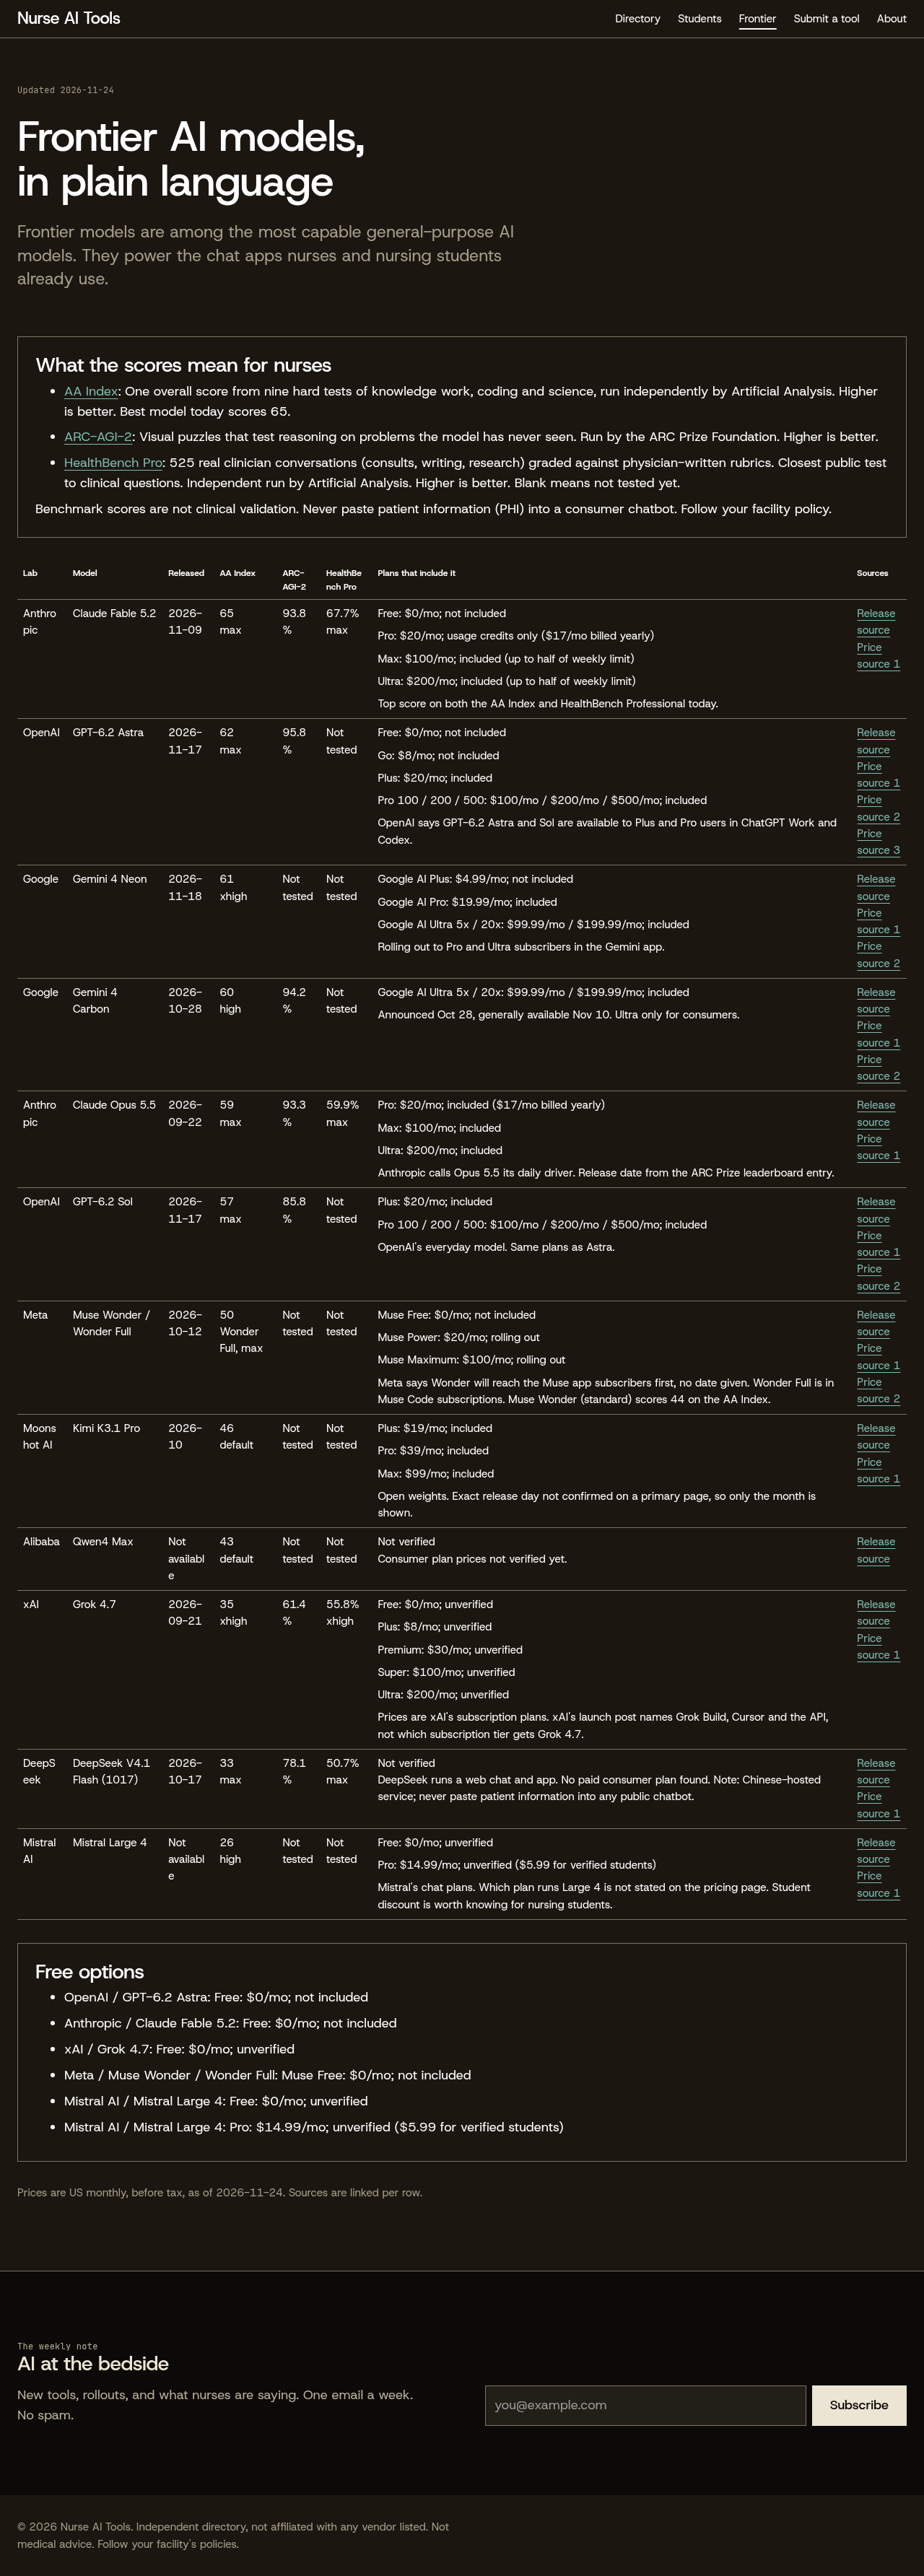 Nurse AI Tools
Directory Students Frontier Submit a tool About
Updated 2026-11-24
Frontier AI models,
in plain language
Frontier models are among the most capable general-purpose AI
models. They power the chat apps nurses and nursing students
already use.
What the scores mean for nurses
• AA Index: One overall score from nine hard tests of knowledge work, coding and science, run independently by Artificial Analysis. Higher
is better. Best model today scores 65.
• ARC-AGI-2: Visual puzzles that test reasoning on problems the model has never seen. Run by the ARC Prize Foundation. Higher is better.
• HealthBench Pro: 525 real clinician conversations (consults, writing, research) graded against physician-written rubrics. Closest public test
to clinical questions. Independent run by Artificial Analysis. Higher is better. Blank means not tested yet.
Benchmark scores are not clinical validation. Never paste patient information (PHI) into a consumer chatbot. Follow your facility policy.
Lab Model Released AA Index ARC- HealthBe Plans that include it Sources
AGI-2 nch Pro
Anthro Claude Fable 5.2 2026- 65 93.8 67.7% Free: $0/mo; not included Release
pic 11-09 max % max source
Pro: $20/mo; usage credits only ($17/mo billed yearly)
Price
Max: $100/mo; included (up to half of weekly limit) source 1
Ultra: $200/mo; included (up to half of weekly limit)
Top score on both the AA Index and HealthBench Professional today.
OpenAI GPT-6.2 Astra 2026- 62 95.8 Not Free: $0/mo; not included Release
11-17 max % tested source
Go: $8/mo; not included
Price
Plus: $20/mo; included source 1
Pro 100 / 200 / 500: $100/mo / $200/mo / $500/mo; included Price
source 2
OpenAI says GPT-6.2 Astra and Sol are available to Plus and Pro users in ChatGPT Work and Price
Codex. source 3
Google Gemini 4 Neon 2026- 61 Not Not Google AI Plus: $4.99/mo; not included Release
11-18 xhigh tested tested source
Google AI Pro: $19.99/mo; included Price
Google AI Ultra 5x / 20x: $99.99/mo / $199.99/mo; included source 1
Rolling out to Pro and Ultra subscribers in the Gemini app. Price
source 2
Google Gemini 4 2026- 60 94.2 Not Google AI Ultra 5x / 20x: $99.99/mo / $199.99/mo; included Release
Carbon 10-28 high % tested source
Announced Oct 28, generally available Nov 10. Ultra only for consumers.
Price
source 1
Price
source 2
Anthro Claude Opus 5.5 2026- 59 93.3 59.9% Pro: $20/mo; included ($17/mo billed yearly) Release
pic 09-22 max % max source
Max: $100/mo; included Price
Ultra: $200/mo; included source 1
Anthropic calls Opus 5.5 its daily driver. Release date from the ARC Prize leaderboard entry.
OpenAI GPT-6.2 Sol 2026- 57 85.8 Not Plus: $20/mo; included Release
11-17 max % tested source
Pro 100 / 200 / 500: $100/mo / $200/mo / $500/mo; included
Price
OpenAI's everyday model. Same plans as Astra. source 1
Price
source 2
Meta Muse Wonder / 2026- 50 Not Not Muse Free: $0/mo; not included Release
Wonder Full 10-12 Wonder tested tested source
Full, max
Muse Power: $20/mo; rolling out
Price
Muse Maximum: $100/mo; rolling out source 1
Meta says Wonder will reach the Muse app subscribers first, no date given. Wonder Full is in Price
Muse Code subscriptions. Muse Wonder (standard) scores 44 on the AA Index. source 2
Moons Kimi K3.1 Pro 2026- 46 Not Not Plus: $19/mo; included Release
hot AI 10 default tested tested source
Pro: $39/mo; included Price
Max: $99/mo; included source 1
Open weights. Exact release day not confirmed on a primary page, so only the month is
shown.
Alibaba Qwen4 Max Not 43 Not Not Not verified Release
availabl default tested tested Consumer plan prices not verified yet. source
e
xAI Grok 4.7 2026- 35 61.4 55.8% Free: $0/mo; unverified Release
09-21 xhigh % xhigh source
Plus: $8/mo; unverified
Price
Premium: $30/mo; unverified source 1
Super: $100/mo; unverified
Ultra: $200/mo; unverified
Prices are xAI's subscription plans. xAI's launch post names Grok Build, Cursor and the API,
not which subscription tier gets Grok 4.7.
DeepS DeepSeek V4.1 2026- 33 78.1 50.7% Not verified Release
eek Flash (1017) 10-17 max % max DeepSeek runs a web chat and app. No paid consumer plan found. Note: Chinese-hosted source
service; never paste patient information into any public chatbot. Price
source 1
Mistral Mistral Large 4 Not 26 Not Not Free: $0/mo; unverified Release
AI availabl high tested tested source
e
Pro: $14.99/mo; unverified ($5.99 for verified students) Price
Mistral's chat plans. Which plan runs Large 4 is not stated on the pricing page. Student source 1
discount is worth knowing for nursing students.
Free options
• OpenAI / GPT-6.2 Astra: Free: $0/mo; not included
• Anthropic / Claude Fable 5.2: Free: $0/mo; not included
• xAI / Grok 4.7: Free: $0/mo; unverified
• Meta / Muse Wonder / Wonder Full: Muse Free: $0/mo; not included
• Mistral AI / Mistral Large 4: Free: $0/mo; unverified
• Mistral AI / Mistral Large 4: Pro: $14.99/mo; unverified ($5.99 for verified students)
Prices are US monthly, before tax, as of 2026-11-24. Sources are linked per row.
The weekly note
AI at the bedside
New tools, rollouts, and what nurses are saying. One email a week.
No spam.
you@example.com Subscribe
© 2026 Nurse AI Tools. Independent directory, not affiliated with any vendor listed. Not
medical advice. Follow your facility's policies.